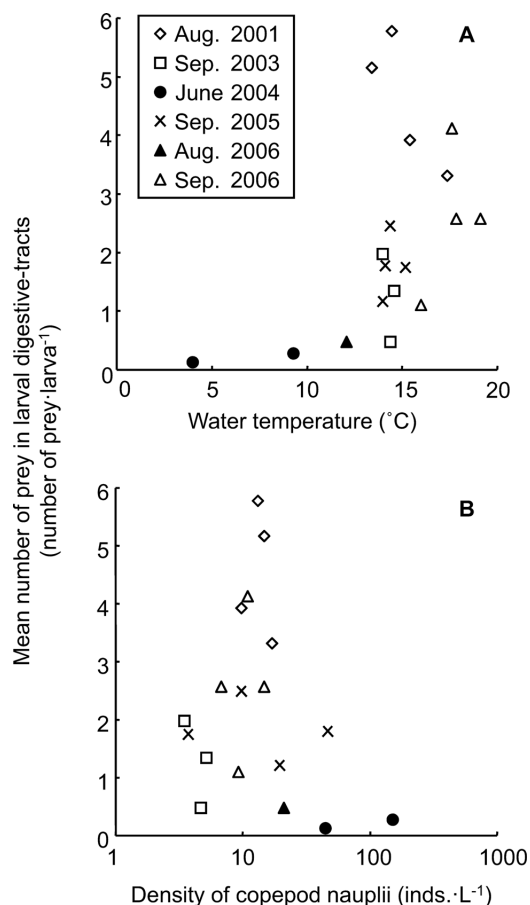 Mean number of prey in larval digestive-tracts
(number of prey·larva⁻¹)
6
5
4
3
2
1
0
Aug. 2001
Sep. 2003
June 2004
Sep. 2005
Aug. 2006
Sep. 2006
A
0 5 10 15 20
Water temperature (˚C)
6
5
4
3
2
1
0
B
1 10 100 1000
Density of copepod nauplii (inds.·L⁻¹)